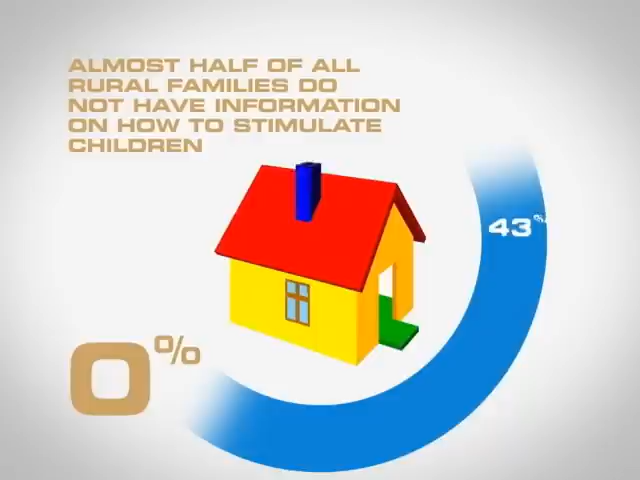 ALMOST HALF OF ALL
RURAL FAMILIES DO
NOT HAVE INFORMATION
ON HOW TO STIMULATE
CHILDREN
43%
0%